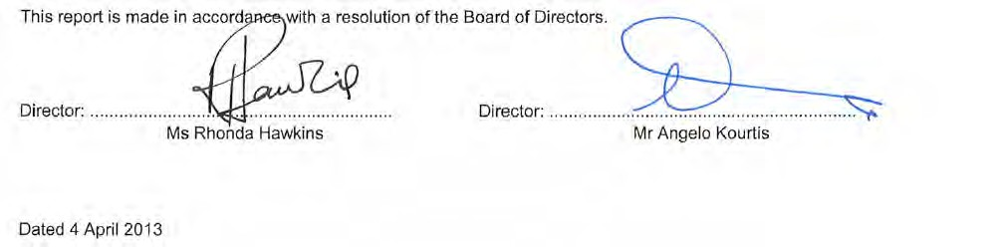 This report is made in accordance with a resolution of the Board of Directors.
Director: ........................................................ Director: ........................................................
Ms Rhonda Hawkins Mr Angelo Kourtis
Dated 4 April 2013